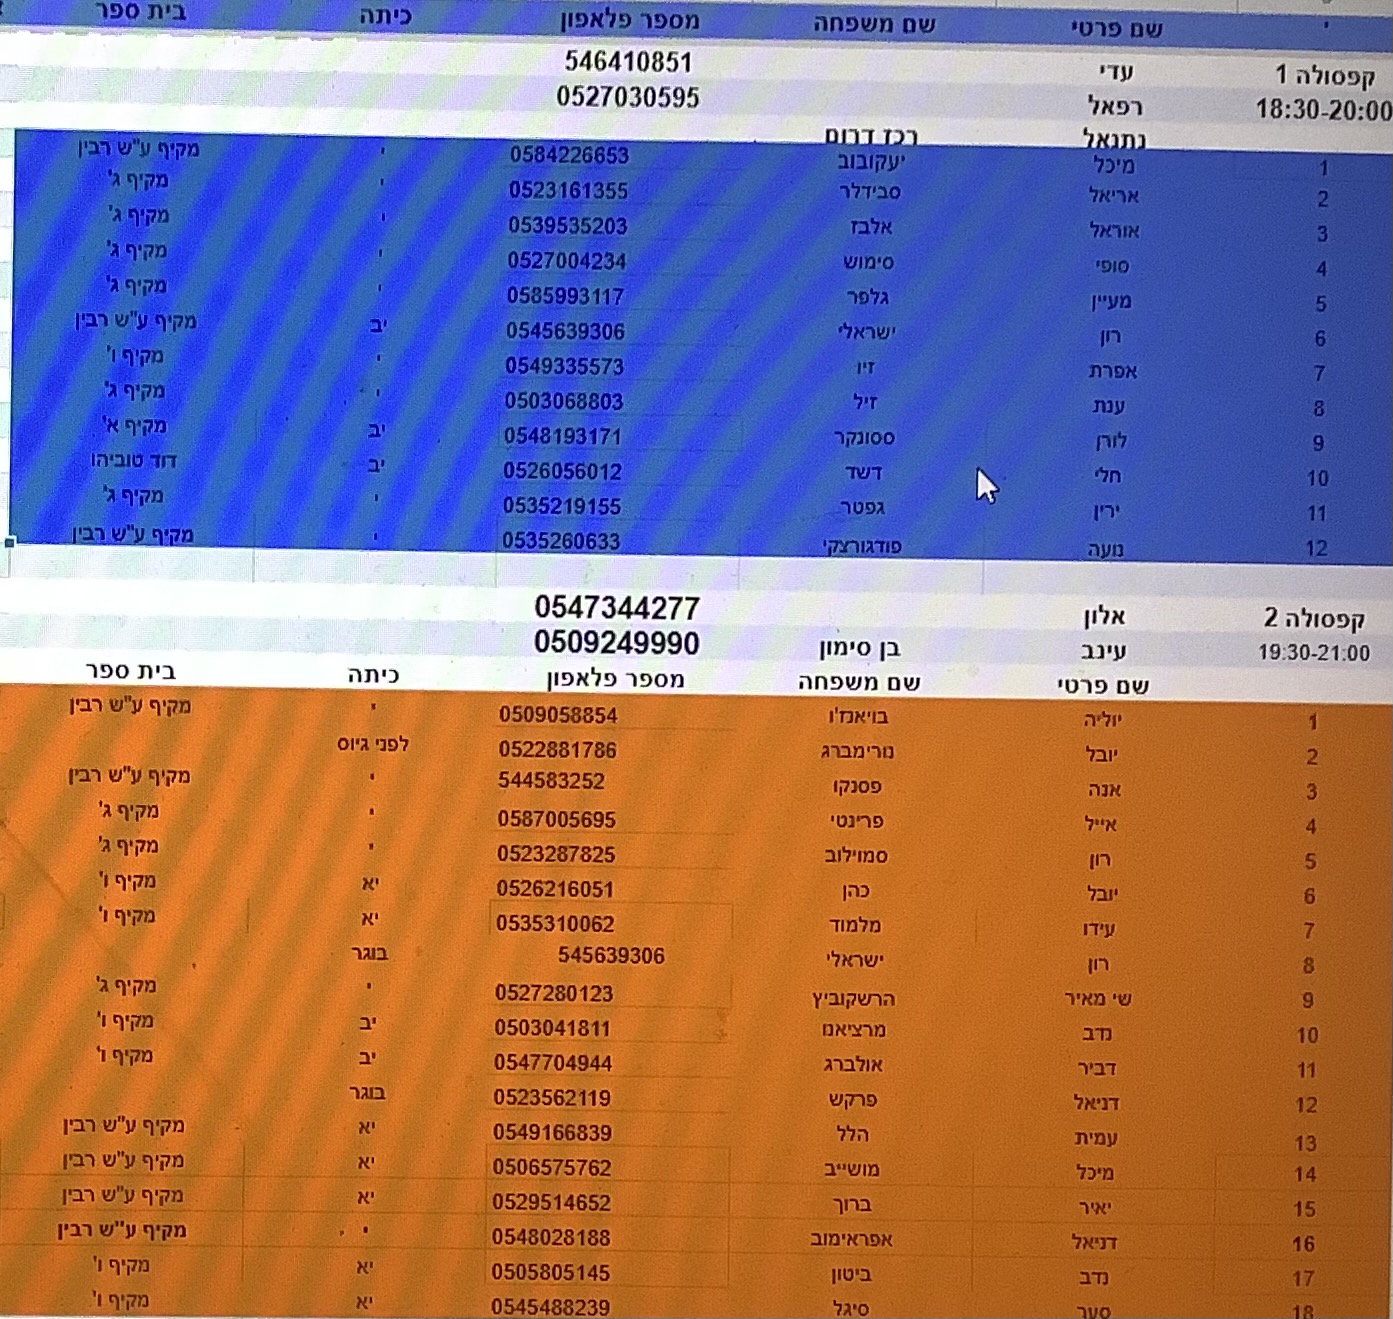 שם פרטי שם משפחה מספר פלאפון כיתה בית ספר
קפסולה 1 עדי 546410851
18:30-20:00 רפאל 0527030595
נתנאל רכז דרום
1 מיכל יעקובוב 0584226653 י מקיף ע"ש רבין
2 אריאל סבידלר 0523161355 י מקיף ג'
3 אוראל אלבז 0539535203 י מקיף ג'
4 סופי סימוש 0527004234 י מקיף ג'
5 מעיין גלפר 0585993117 י מקיף ג'
6 רון ישראלי 0545639306 יב מקיף ע"ש רבין
7 אפרת זיו 0549335573 י מקיף ו'
8 ענת זיל 0503068803 י מקיף ג'
9 לורן סטונקר 0548193171 יב מקיף א'
10 חלי דשד 0526056012 יב דוד טוביהו
11 ירין גפטר 0535219155 י מקיף ג'
12 נועה פודגורצקי 0535260633 י מקיף ע"ש רבין
קפסולה 2 אלון 0547344277
19:30-21:00 עינב בן סימון 0509249990
שם פרטי שם משפחה מספר פלאפון כיתה בית ספר
1 יוליה בויאנז'ו 0509058854 י מקיף ע"ש רבין
2 יובל נורימברג 0522881786 לפני גיוס
3 אנה פסנקו 544583252 י מקיף ע"ש רבין
4 אייל פרינטי 0587005695 י מקיף ג'
5 רון סמוילוב 0523287825 י מקיף ג'
6 יובל כהן 0526216051 יא מקיף ו'
7 עידו מלמוד 0535310062 יא מקיף ו'
8 רון ישראלי 545639306 בוגר
9 שי מאיר הרשקוביץ 0527280123 י מקיף ג'
10 נדב מרציאנו 0503041811 יב מקיף ו'
11 דביר אולברג 0547704944 יב מקיף ו'
12 דניאל פרקש 0523562119 בוגר
13 עמית הלל 0549166839 יא מקיף ע"ש רבין
14 מיכל מושייב 0506575762 יא מקיף ע"ש רבין
15 יאיר ברוך 0529514652 יא מקיף ע"ש רבין
16 דניאל אפראימוב 0548028188 י מקיף ע"ש רבין
17 נדב ביטון 0505805145 יא מקיף ו'
18 סער סיגל 0545488239 יא מקיף ו'